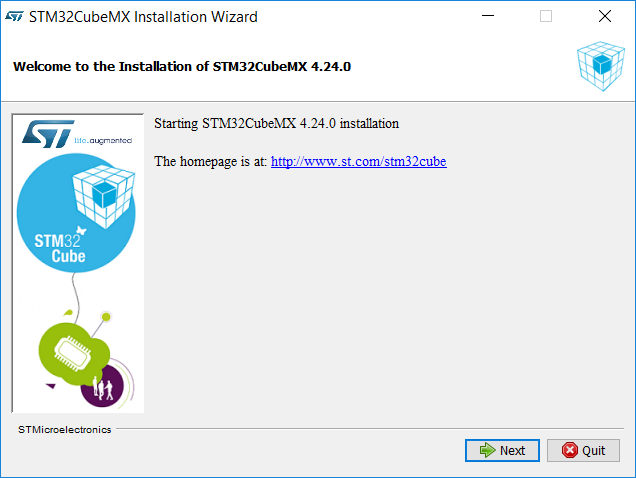 STM32CubeMX Installation Wizard
Welcome to the Installation of STM32CubeMX 4.24.0
ST life.augmented
STM32
Cube
Starting STM32CubeMX 4.24.0 installation
The homepage is at: http://www.st.com/stm32cube
STMicroelectronics
Next
Quit